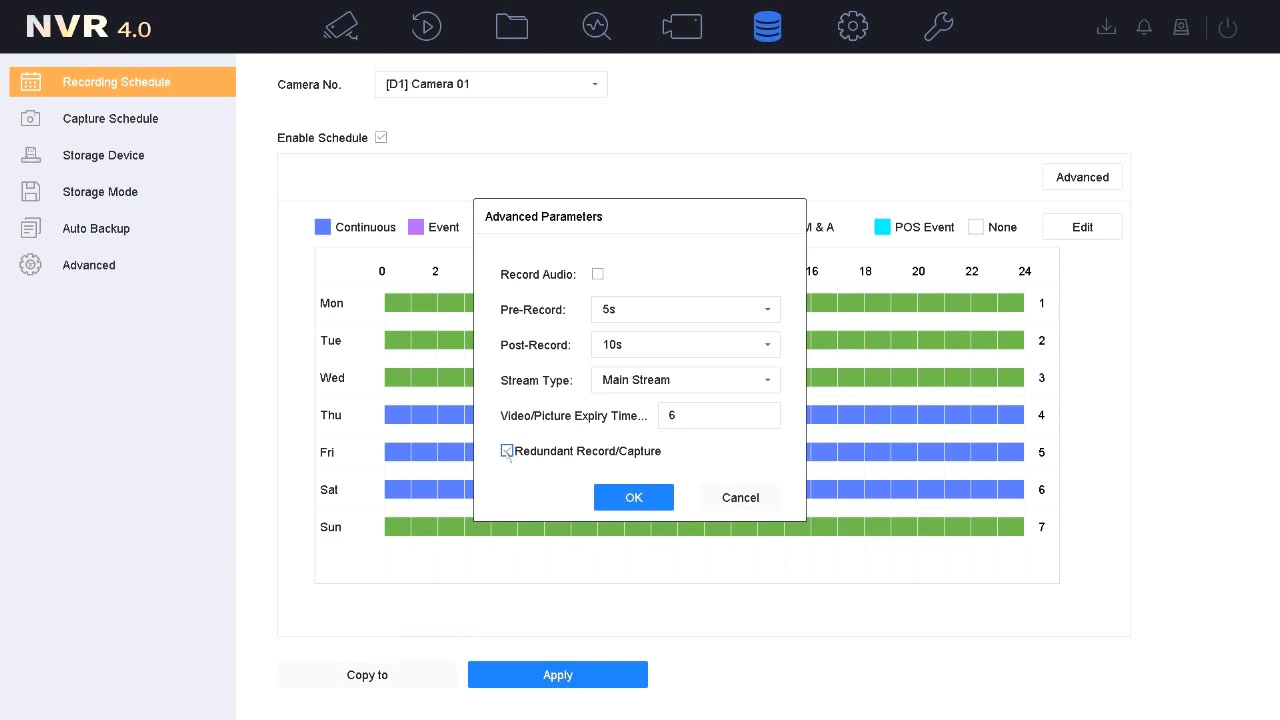 NVR 4.0
Recording Schedule
Capture Schedule
Storage Device
Storage Mode
Auto Backup
Advanced
Camera No. [D1] Camera 01
Enable Schedule
Advanced
Continuous Event M & A POS Event None Edit
0 2 16 18 20 22 24
Mon 1
Tue 2
Wed 3
Thu 4
Fri 5
Sat 6
Sun 7
Advanced Parameters
Record Audio:
Pre-Record: 5s
Post-Record: 10s
Stream Type: Main Stream
Video/Picture Expiry Time... 6
Redundant Record/Capture
OK Cancel
Copy to Apply